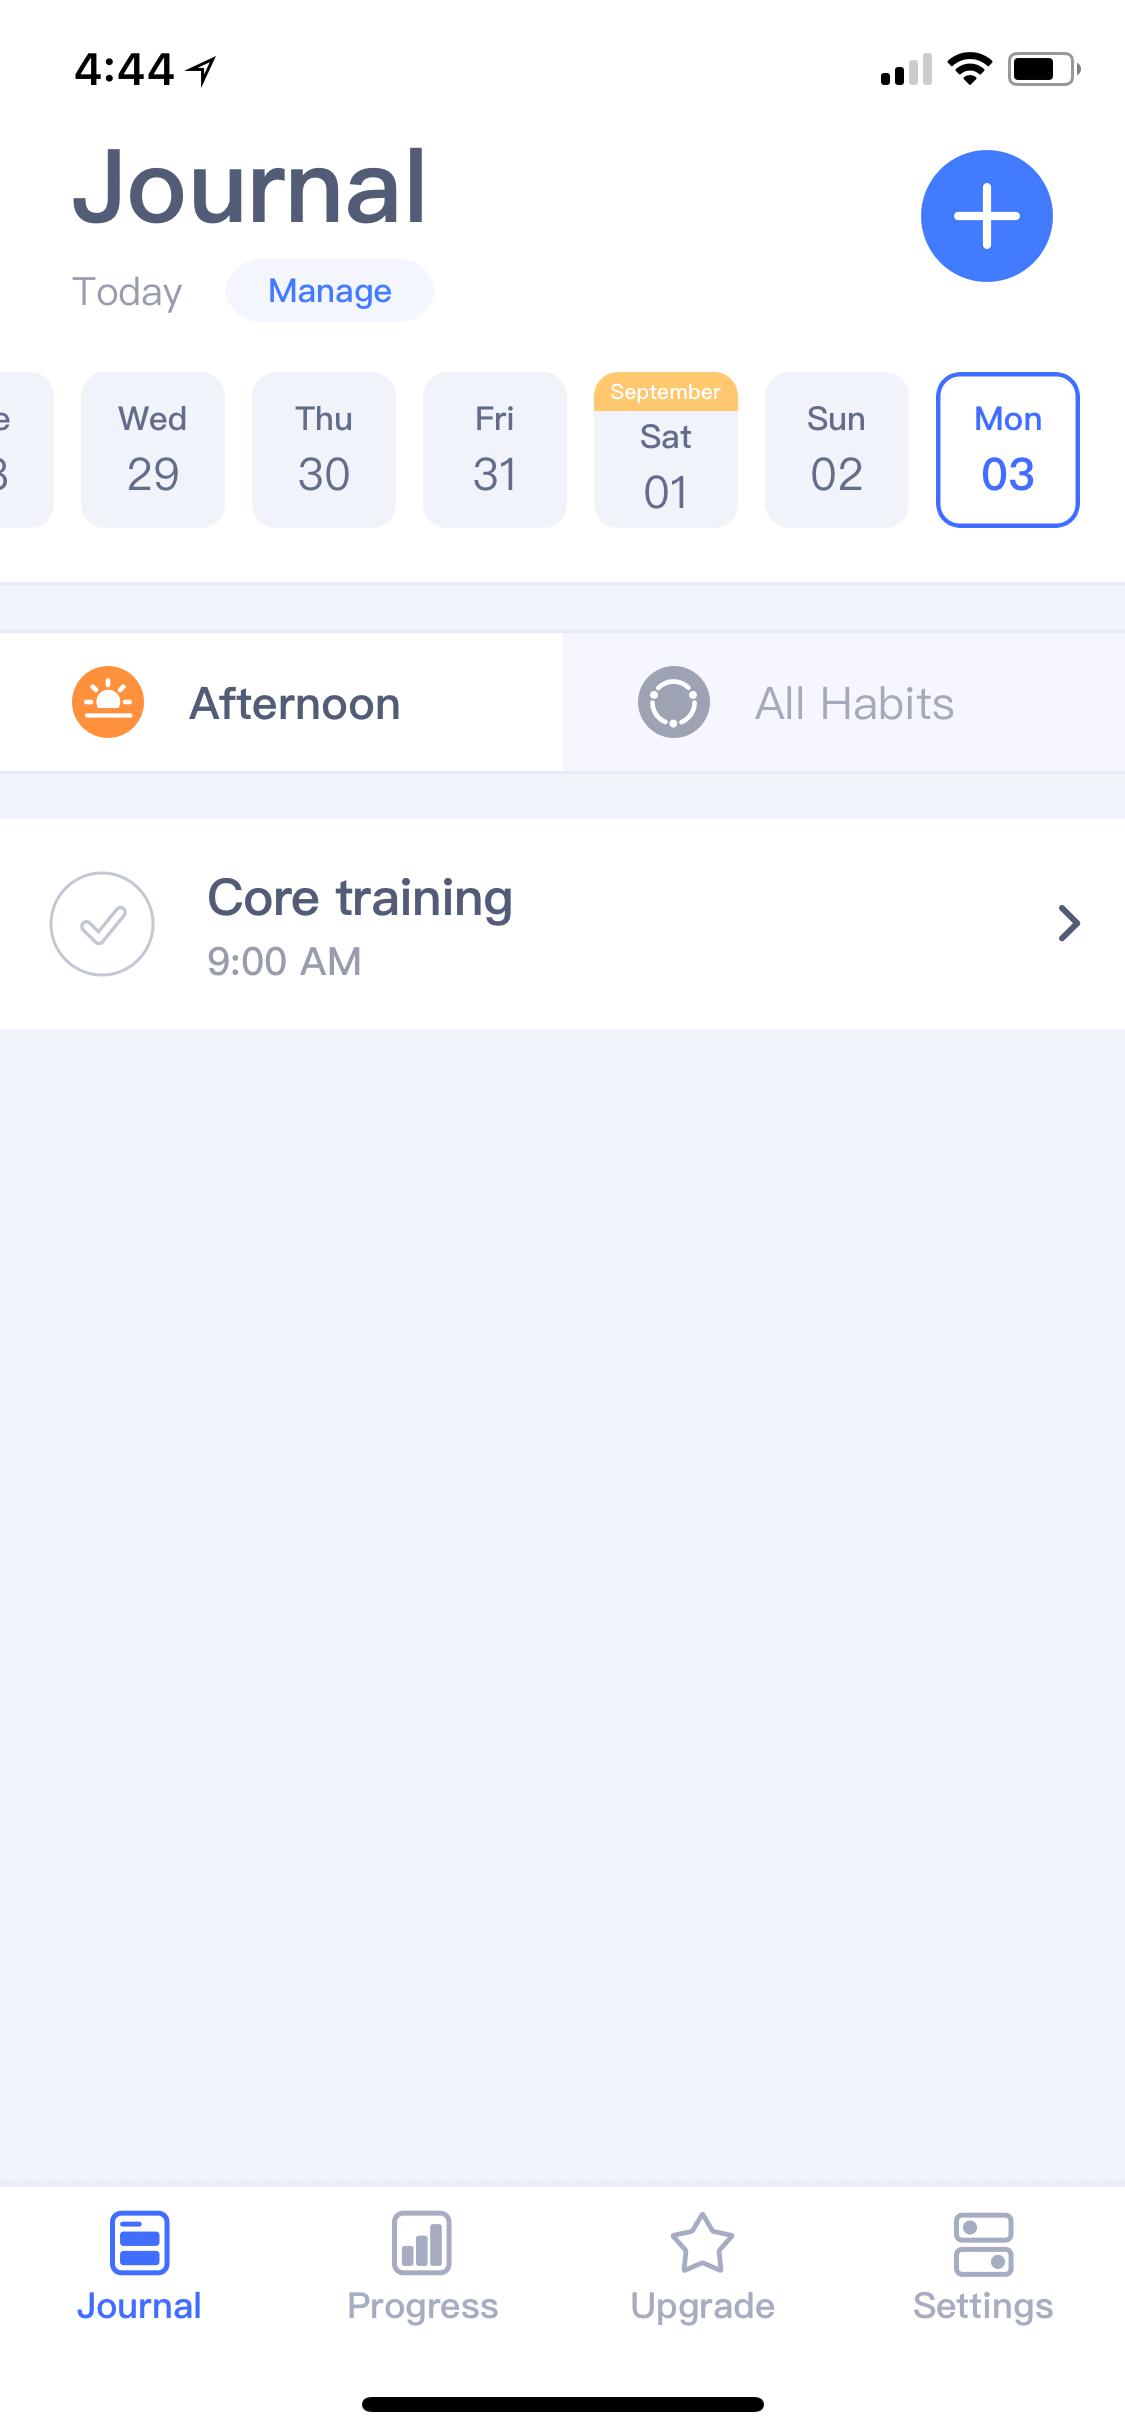 4:44
Journal
Today Manage
e Wed Thu Fri September Sat Sun Mon
3 29 30 31 01 02 03
Afternoon All Habits
Core training
9:00 AM
Journal Progress Upgrade Settings